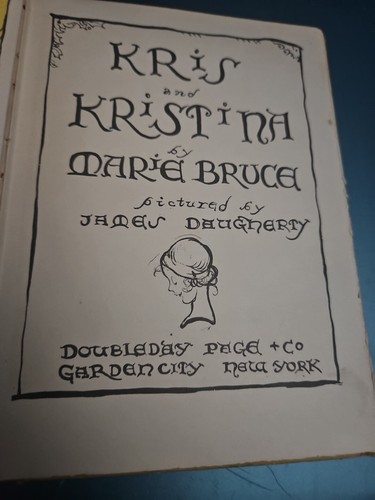 KRiS
and
KRiSTiNA
by
MARiE BRUCE
pictured by
JAMES DAUGHERTY
DOUBLEDAY PAGE + CO
GARDEN CITY NEW YORK